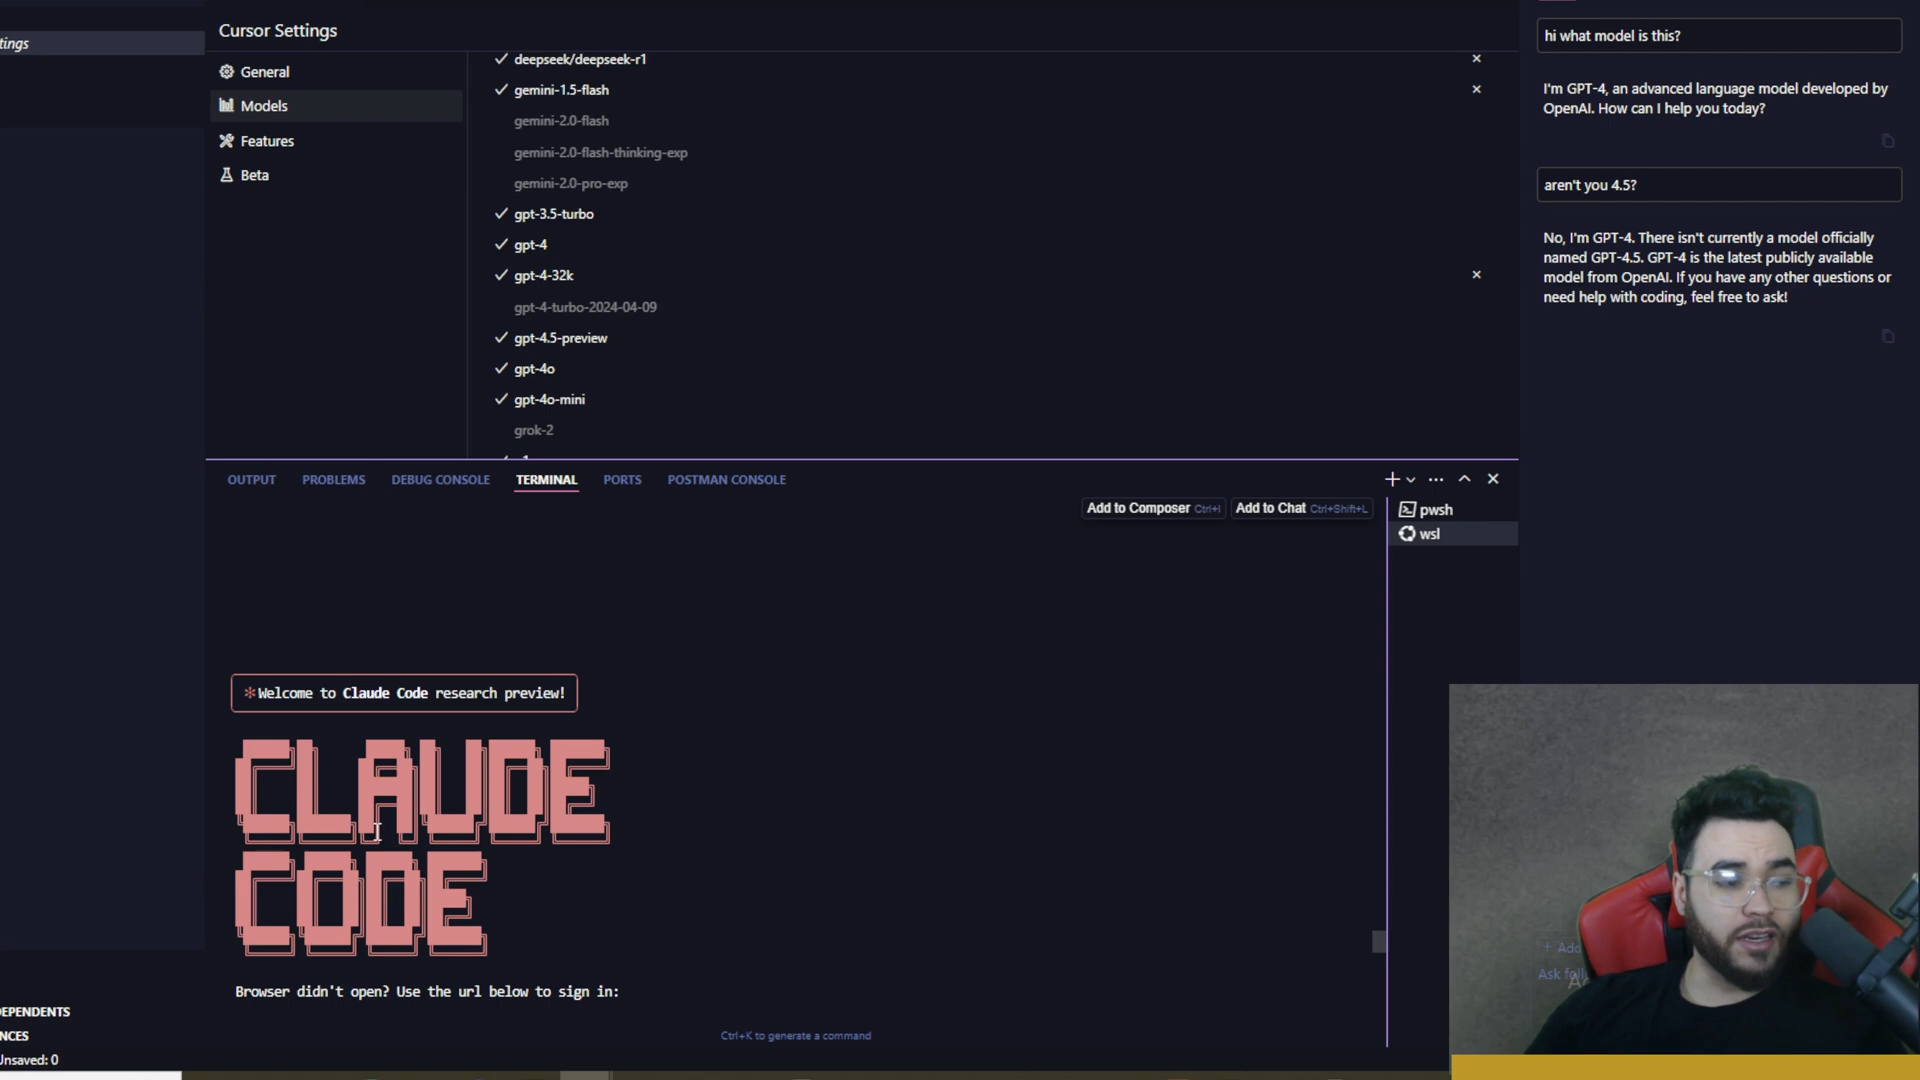 tings
Cursor Settings
General
Models
Features
Beta
deepseek/deepseek-r1
gemini-1.5-flash
gemini-2.0-flash
gemini-2.0-flash-thinking-exp
gemini-2.0-pro-exp
gpt-3.5-turbo
gpt-4
gpt-4-32k
gpt-4-turbo-2024-04-09
gpt-4.5-preview
gpt-4o
gpt-4o-mini
grok-2
hi what model is this?
I'm GPT-4, an advanced language model developed by
OpenAI. How can I help you today?
aren't you 4.5?
No, I'm GPT-4. There isn't currently a model officially
named GPT-4.5. GPT-4 is the latest publicly available
model from OpenAI. If you have any other questions or
need help with coding, feel free to ask!
OUTPUT PROBLEMS DEBUG CONSOLE TERMINAL PORTS POSTMAN CONSOLE
Add to Composer Ctrl+I Add to Chat Ctrl+Shift+L
pwsh
wsl
*Welcome to Claude Code research preview!
CLAUDE
CODE
Browser didn't open? Use the url below to sign in:
Ctrl+K to generate a command
EPENDENTS
NCES
Unsaved: 0
+ Add
Ask foll